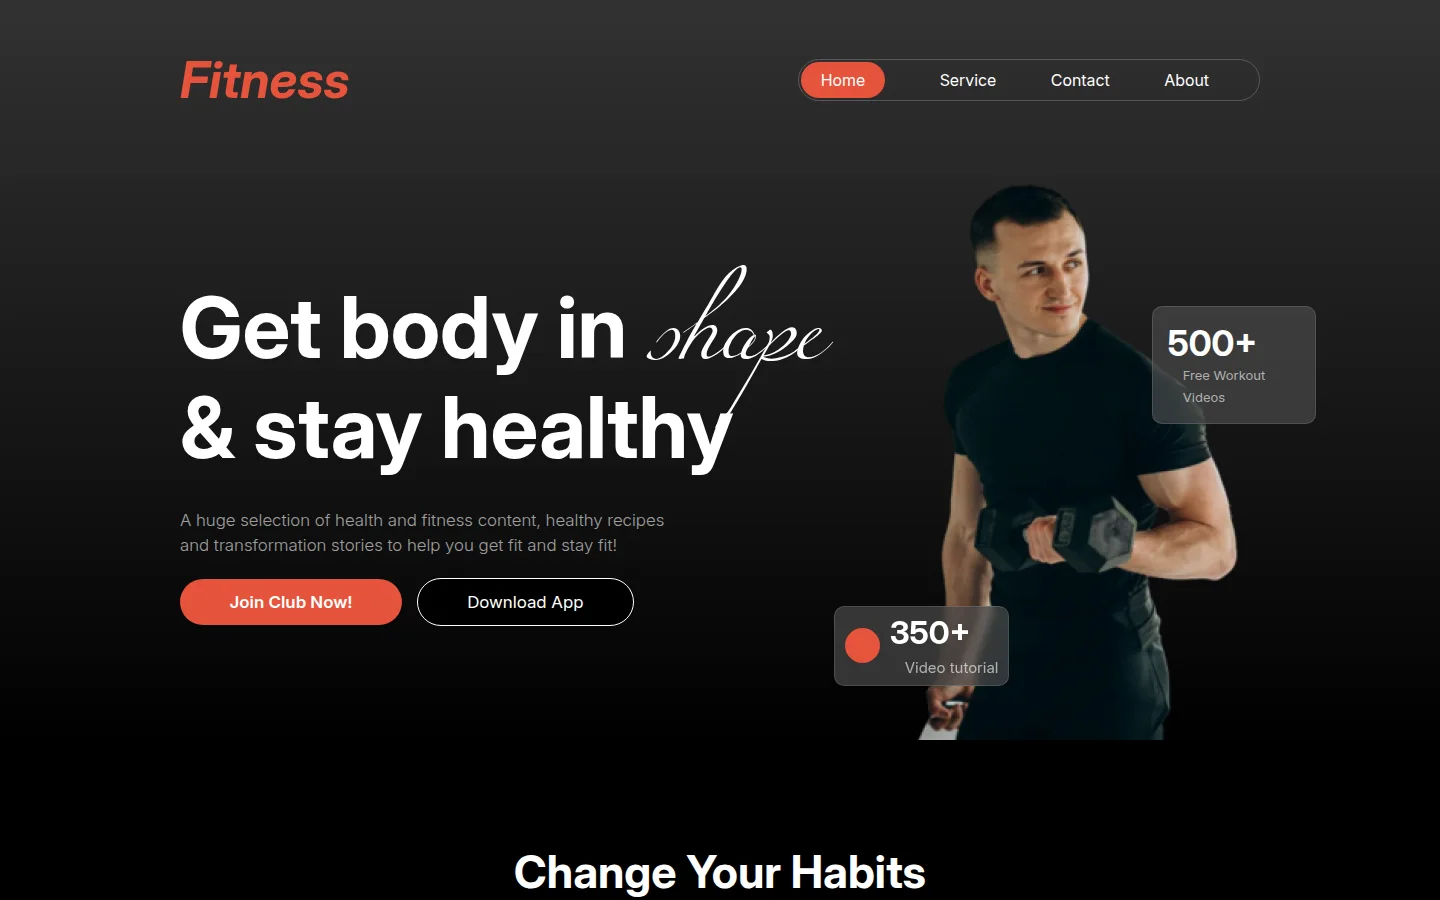 Fitness
Home Service Contact About
Get body in shape
& stay healthy
500+
Free Workout
Videos
A huge selection of health and fitness content, healthy recipes
and transformation stories to help you get fit and stay fit!
Join Club Now! Download App
350+
Video tutorial
Change Your Habits